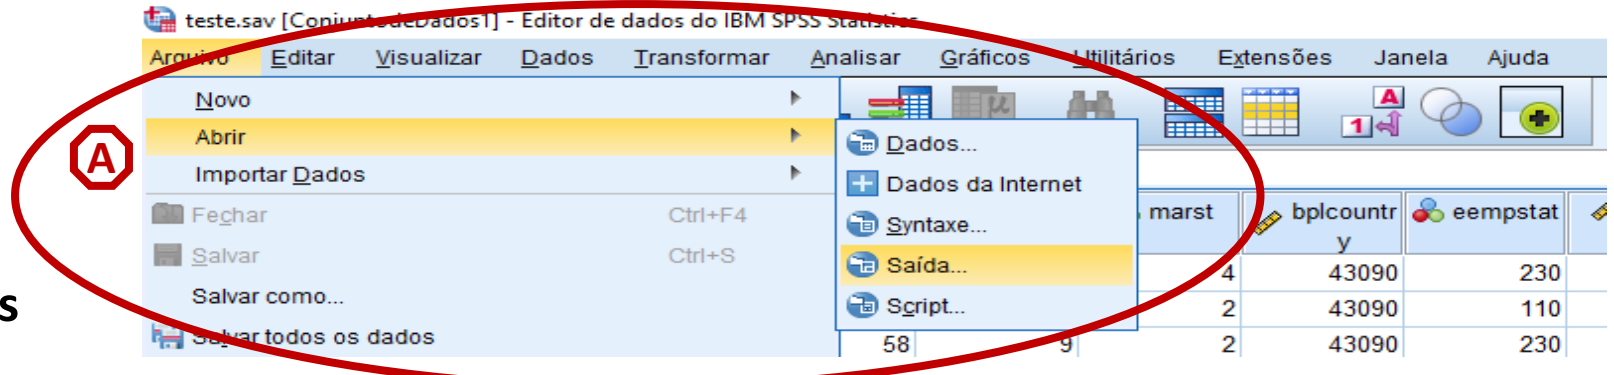 teste.sav [ConjuntodeDados1] - Editor de dados do IBM SPSS Statistics
Arquivo Editar Visualizar Dados Transformar Analisar Gráficos Utilitários Extensões Janela Ajuda
Novo
Abrir
Importar Dados
Fechar Ctrl+F4
Salvar Ctrl+S
Salvar como...
Salvar todos os dados
A
s
Dados...
Dados da Internet
Syntaxe...
Saída...
Script...
A
1
µ
marst bplcountr eempstat
y
4 43090 230
2 43090 110
58 9 2 43090 230